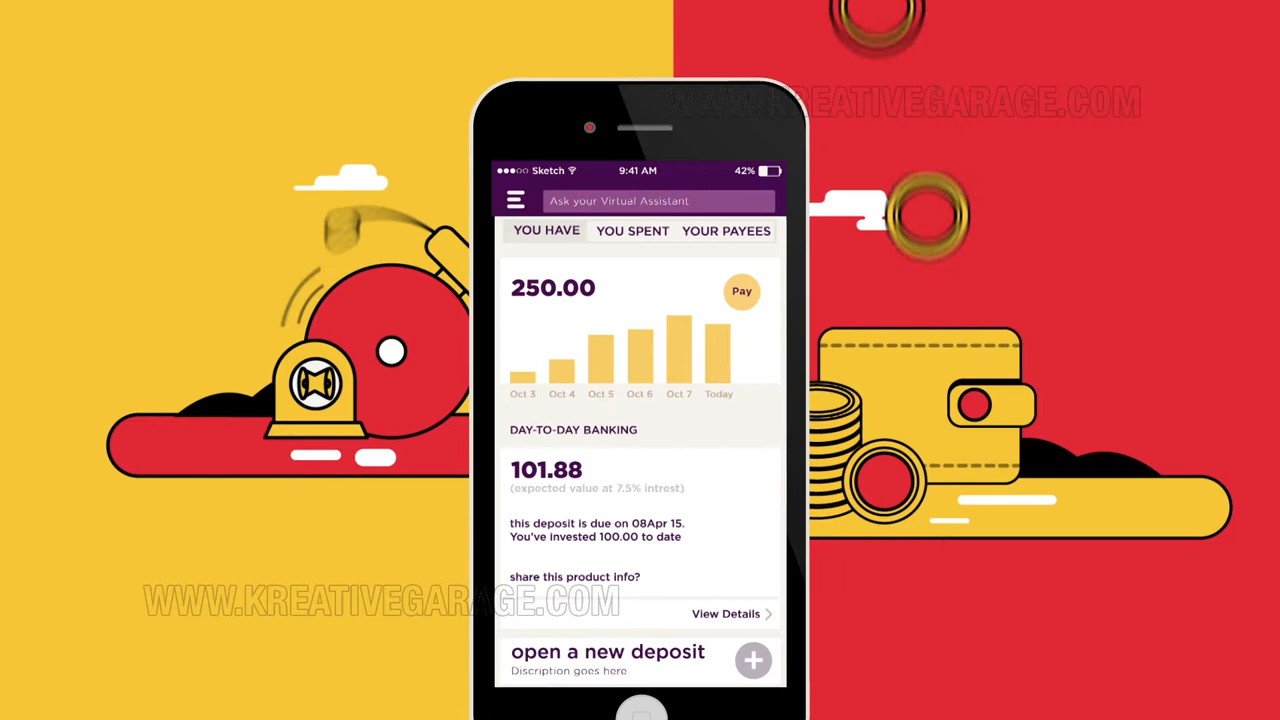 WWW.KREATIVEGARAGE.COM
Sketch 9:41 AM 42%
Ask your Virtual Assistant
YOU HAVE YOU SPENT YOUR PAYEES
250.00
Pay
Oct 3 Oct 4 Oct 5 Oct 6 Oct 7 Today
DAY-TO-DAY BANKING
101.88
(expected value at 7.5% intrest)
this deposit is due on 08Apr 15.
You've invested 100.00 to date
share this product info?
WWW.KREATIVEGARAGE.COM
View Details
open a new deposit
Discription goes here